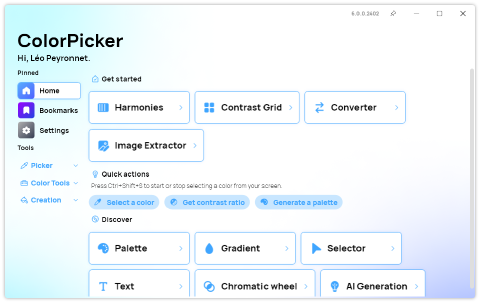 6.0.0.2402
ColorPicker
Hi, Léo Peyronnet.
Pinned
Home
Bookmarks
Settings
Tools
Picker
Color Tools
Creation
Get started
Harmonies
Contrast Grid
Converter
Image Extractor
Quick actions
Press Ctrl+Shift+S to start or stop selecting a color from your screen.
Select a color
Get contrast ratio
Generate a palette
Discover
Palette
Gradient
Selector
Text
Chromatic wheel
AI Generation